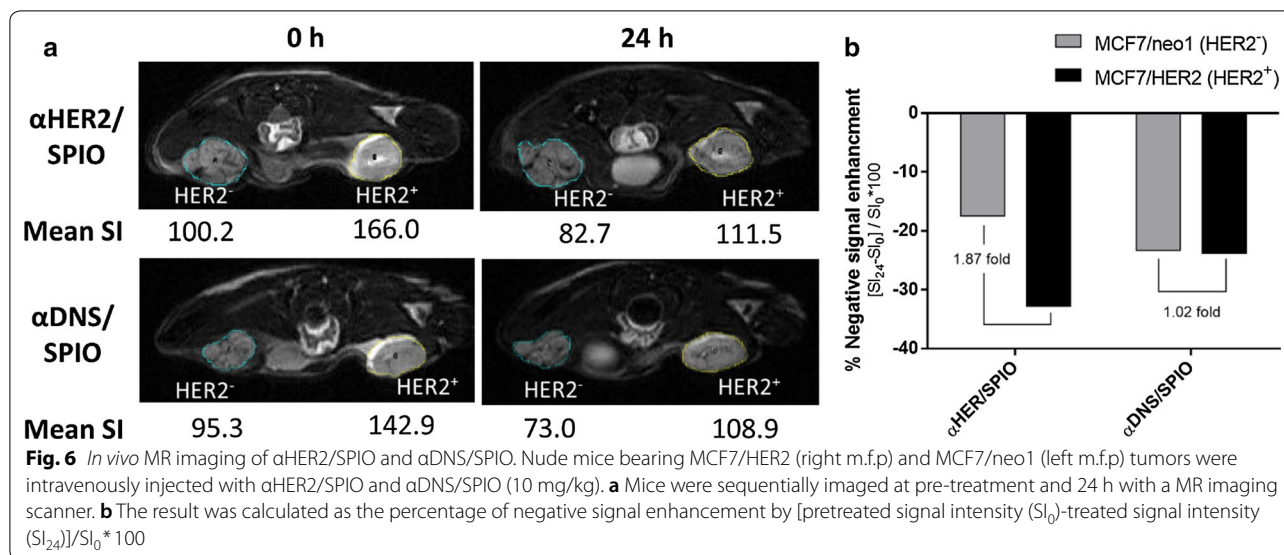 a
0 h
24 h
αHER2/
SPIO
HER2⁻
HER2⁺
HER2⁻
HER2⁺
Mean SI
100.2
166.0
82.7
111.5
αDNS/
SPIO
HER2⁻
HER2⁺
HER2⁻
HER2⁺
Mean SI
95.3
142.9
73.0
108.9
b
MCF7/neo1 (HER2⁻)
MCF7/HER2 (HER2⁺)
% Negative signal enhancment
[SI₂₄-SI₀] / SI₀*100
0
-10
-20
-30
-40
1.87 fold
1.02 fold
αHER/SPIO
αDNS/SPIO
Fig. 6 In vivo MR imaging of αHER2/SPIO and αDNS/SPIO. Nude mice bearing MCF7/HER2 (right m.f.p) and MCF7/neo1 (left m.f.p) tumors were
intravenously injected with αHER2/SPIO and αDNS/SPIO (10 mg/kg). a Mice were sequentially imaged at pre-treatment and 24 h with a MR imaging
scanner. b The result was calculated as the percentage of negative signal enhancement by [pretreated signal intensity (SI₀)-treated signal intensity
(SI₂₄)]/SI₀ * 100